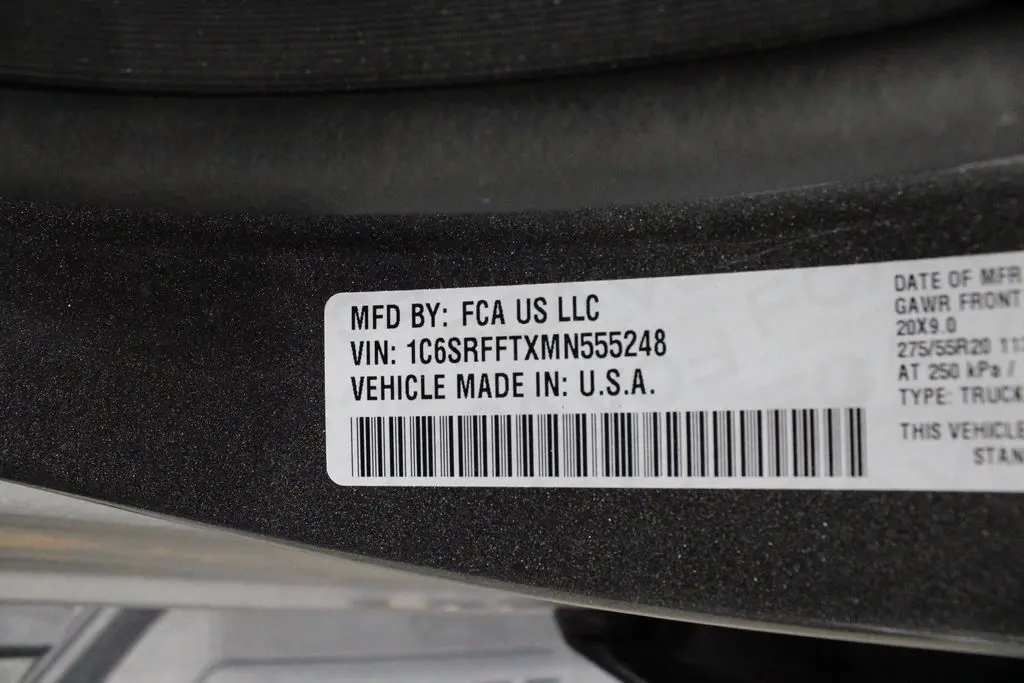 MFD BY: FCA US LLC
VIN: 1C6SRFFTXMN555248
VEHICLE MADE IN: U.S.A.
DATE OF MFR
GAWR FRONT
20X9.0
275/55R20 113
AT 250 kPa /
TYPE: TRUCK
THIS VEHICLE
STAN